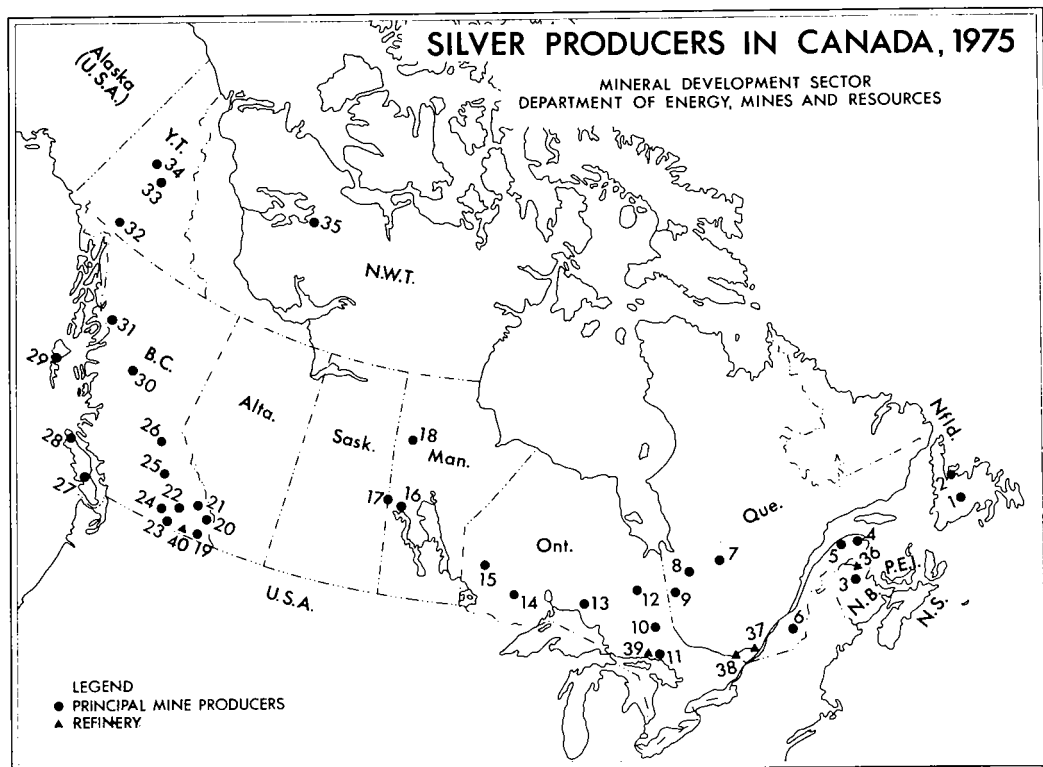 SILVER PRODUCERS IN CANADA, 1975
MINERAL DEVELOPMENT SECTOR
DEPARTMENT OF ENERGY, MINES AND RESOURCES
Alaska
(U.S.A.)
Y.T.
34
33
32
35
N.W.T.
31
29
B.C.
30
Alta.
Sask.
18
Man.
28
26
25
27
24
22
21
20
23
40
19
17
16
U.S.A.
Ont.
15
14
13
12
10
39
11
Que.
7
8
9
37
38
6
Nfld.
2
1
4
5
36
P.E.I.
3
N.B.
N.S.
LEGEND
● PRINCIPAL MINE PRODUCERS
▲ REFINERY